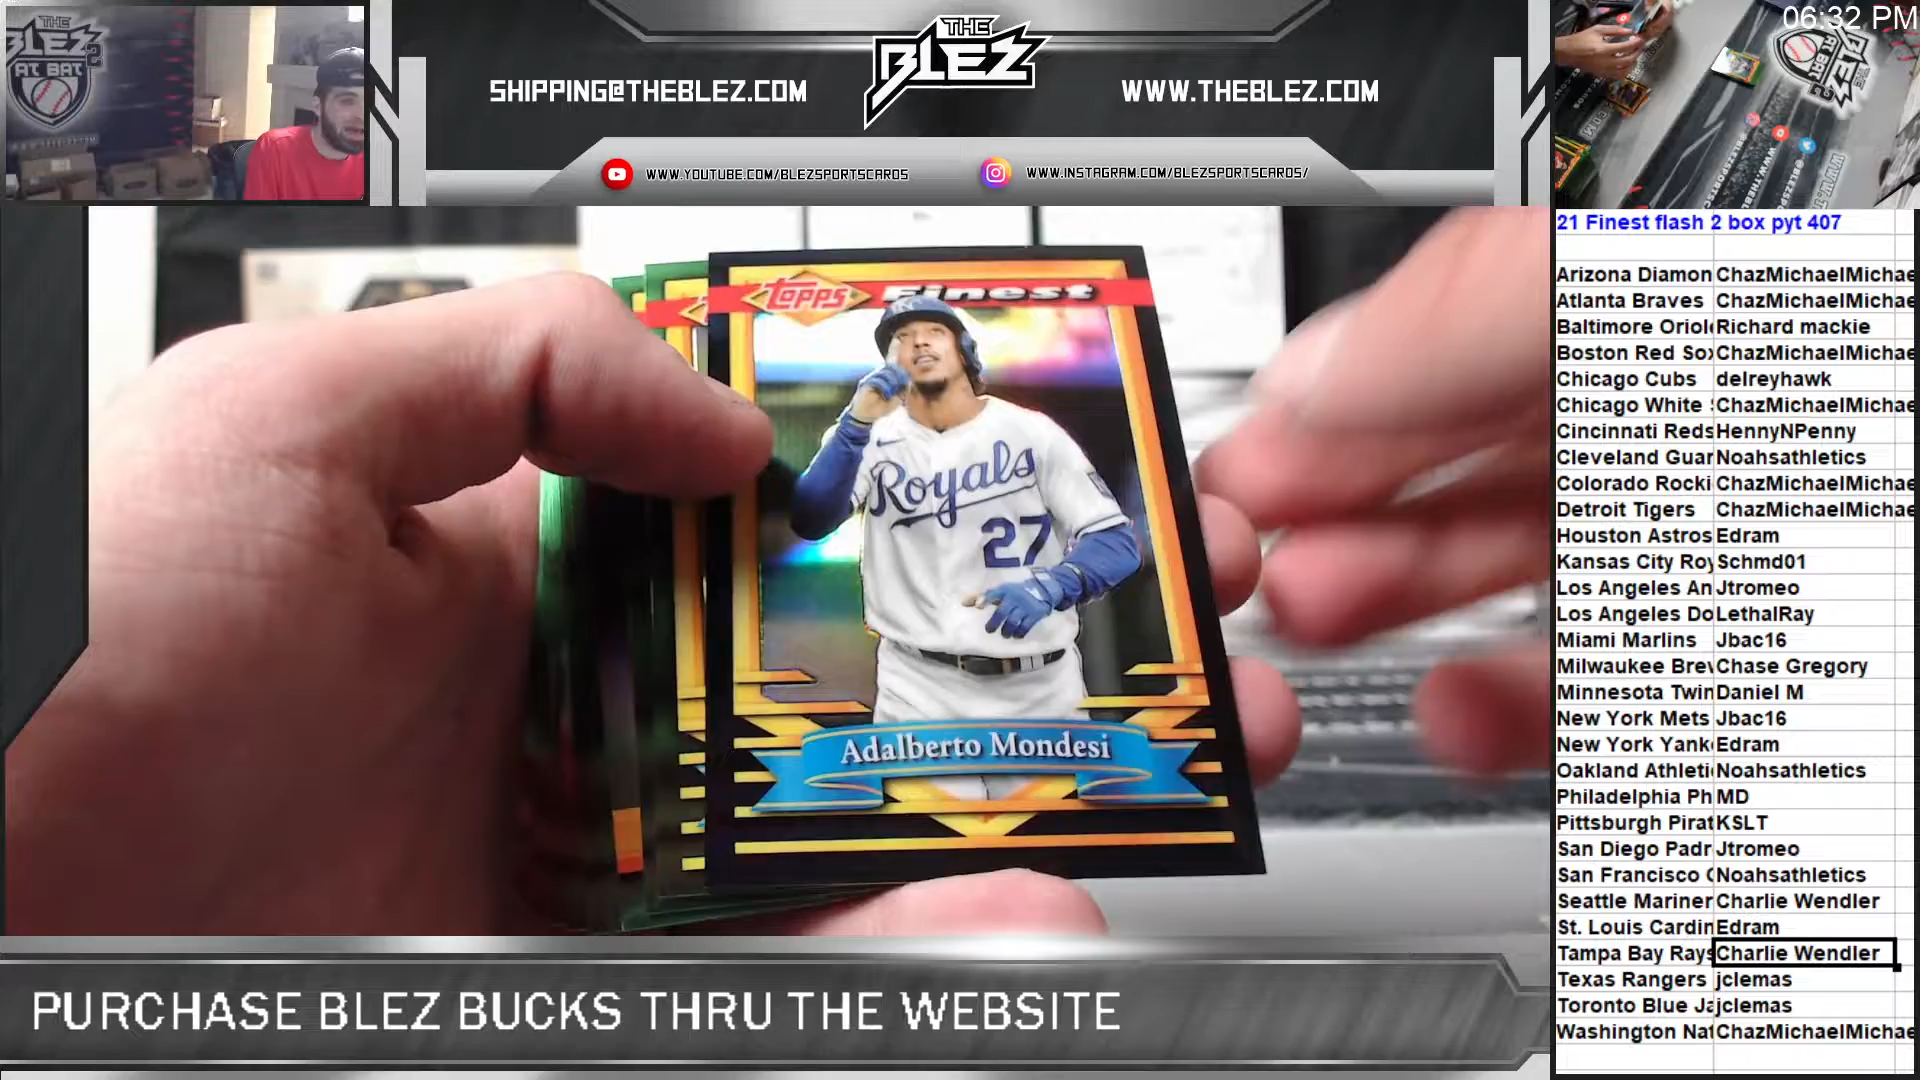 THE
BLEZ 2
AT BAT
SHIPPING@THEBLEZ.COM
THE
BLEZ
WWW.THEBLEZ.COM
WWW.YOUTUBE.COM/BLEZSPORTSCARDS
WWW.INSTAGRAM.COM/BLEZSPORTSCARDS/
06:32 PM
21 Finest flash 2 box pyt 407
Arizona Diamon ChazMichaelMichae
Atlanta Braves ChazMichaelMichae
Baltimore Oriol Richard mackie
Boston Red Sox ChazMichaelMichae
Chicago Cubs delreyhawk
Chicago White ChazMichaelMichae
Cincinnati Reds HennyNPenny
Cleveland Guar Noahsathletics
Colorado Rocki ChazMichaelMichae
Detroit Tigers ChazMichaelMichae
Houston Astros Edram
Kansas City Roy Schmd01
Los Angeles An Jtromeo
Los Angeles Do LethalRay
Miami Marlins Jbac16
Milwaukee Brew Chase Gregory
Minnesota Twin Daniel M
New York Mets Jbac16
New York Yank Edram
Oakland Athleti Noahsathletics
Philadelphia Ph MD
Pittsburgh Pirat KSLT
San Diego Padr Jtromeo
San Francisco Noahsathletics
Seattle Mariner Charlie Wendler
St. Louis Cardin Edram
Tampa Bay Rays Charlie Wendler
Texas Rangers jclemas
Toronto Blue Ja jclemas
Washington Nat ChazMichaelMichae
Topps Finest
Royals
27
Adalberto Mondesi
PURCHASE BLEZ BUCKS THRU THE WEBSITE